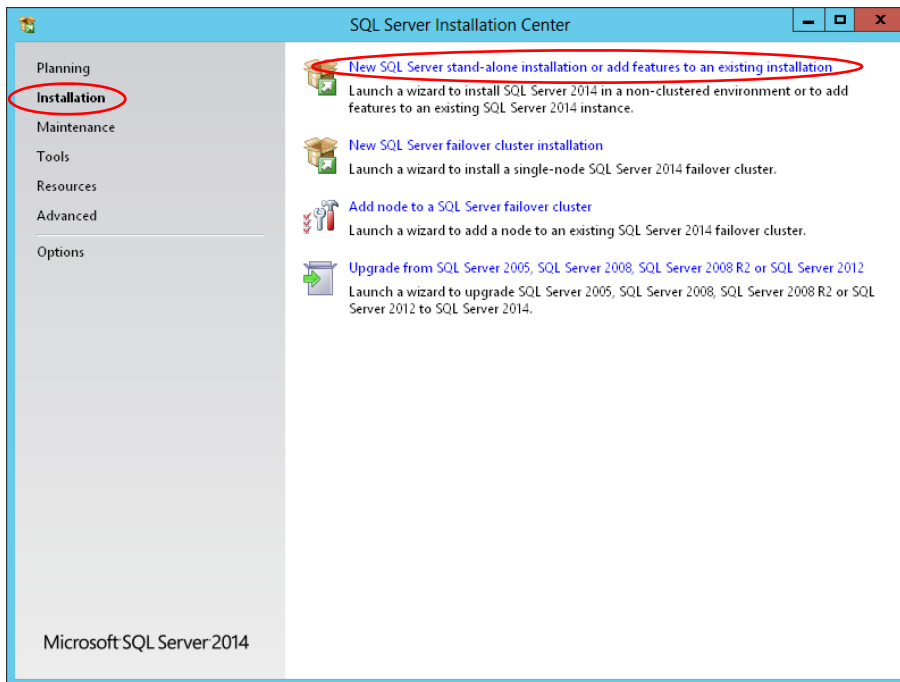 SQL Server Installation Center
Planning
Installation
Maintenance
Tools
Resources
Advanced
Options
New SQL Server stand-alone installation or add features to an existing installation
Launch a wizard to install SQL Server 2014 in a non-clustered environment or to add
features to an existing SQL Server 2014 instance.
New SQL Server failover cluster installation
Launch a wizard to install a single-node SQL Server 2014 failover cluster.
Add node to a SQL Server failover cluster
Launch a wizard to add a node to an existing SQL Server 2014 failover cluster.
Upgrade from SQL Server 2005, SQL Server 2008, SQL Server 2008 R2 or SQL Server 2012
Launch a wizard to upgrade SQL Server 2005, SQL Server 2008, SQL Server 2008 R2 or SQL
Server 2012 to SQL Server 2014.
Microsoft SQL Server 2014